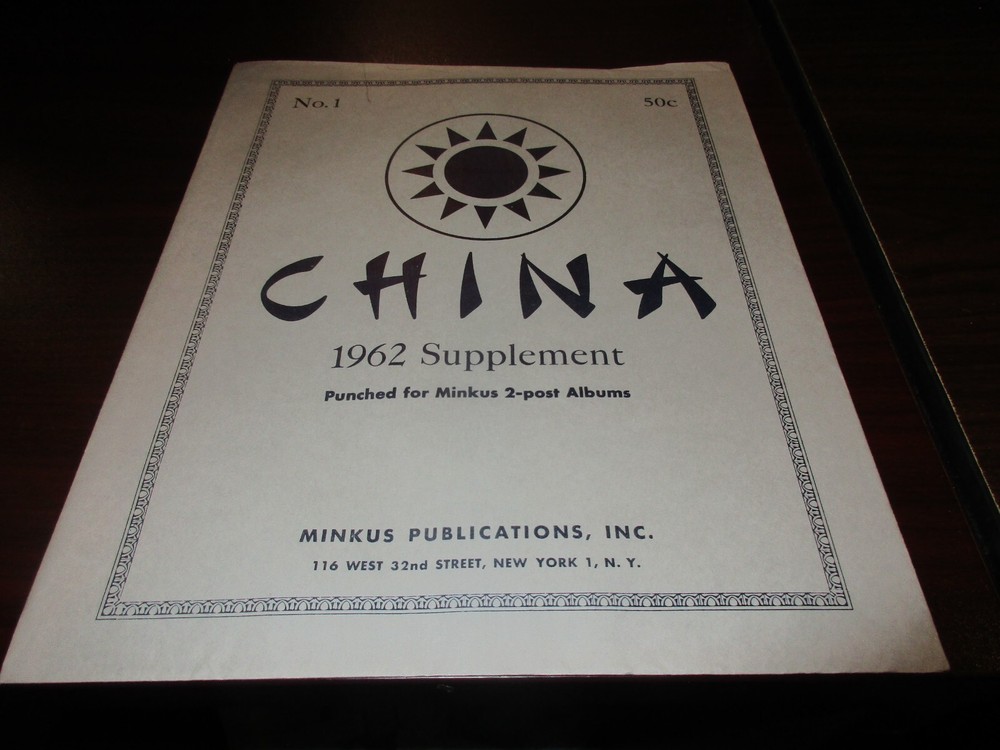 No. 1
50c
CHINA
1962 Supplement
Punched for Minkus 2-post Albums
MINKUS PUBLICATIONS, INC.
116 WEST 32nd STREET, NEW YORK 1, N. Y.